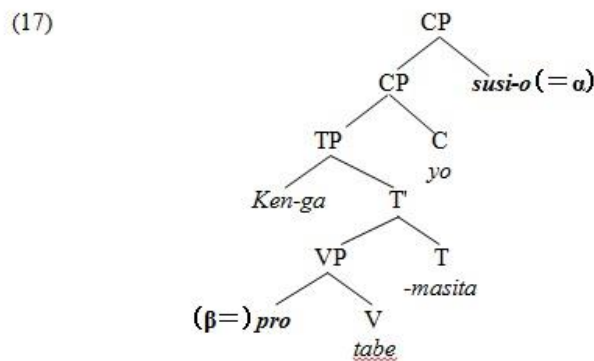 (17) CP
CP susi-o (=α)
TP C
yo
Ken-ga T'
VP T
-masita
(β=) pro V
tabe